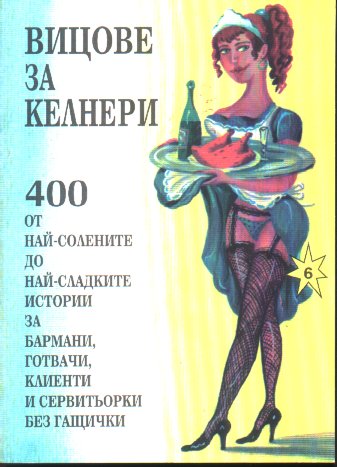 ВИЦОВЕ
ЗА
КЕЛНЕРИ
400
ОТ
НАЙ-СОЛЕНИТЕ
ДО
НАЙ-СЛАДКИТЕ
ИСТОРИИ
ЗА
БАРМАНИ,
ГОТВАЧИ,
КЛИЕНТИ
И СЕРВИТЬОРКИ
БЕЗ ГАЩИЧКИ
6